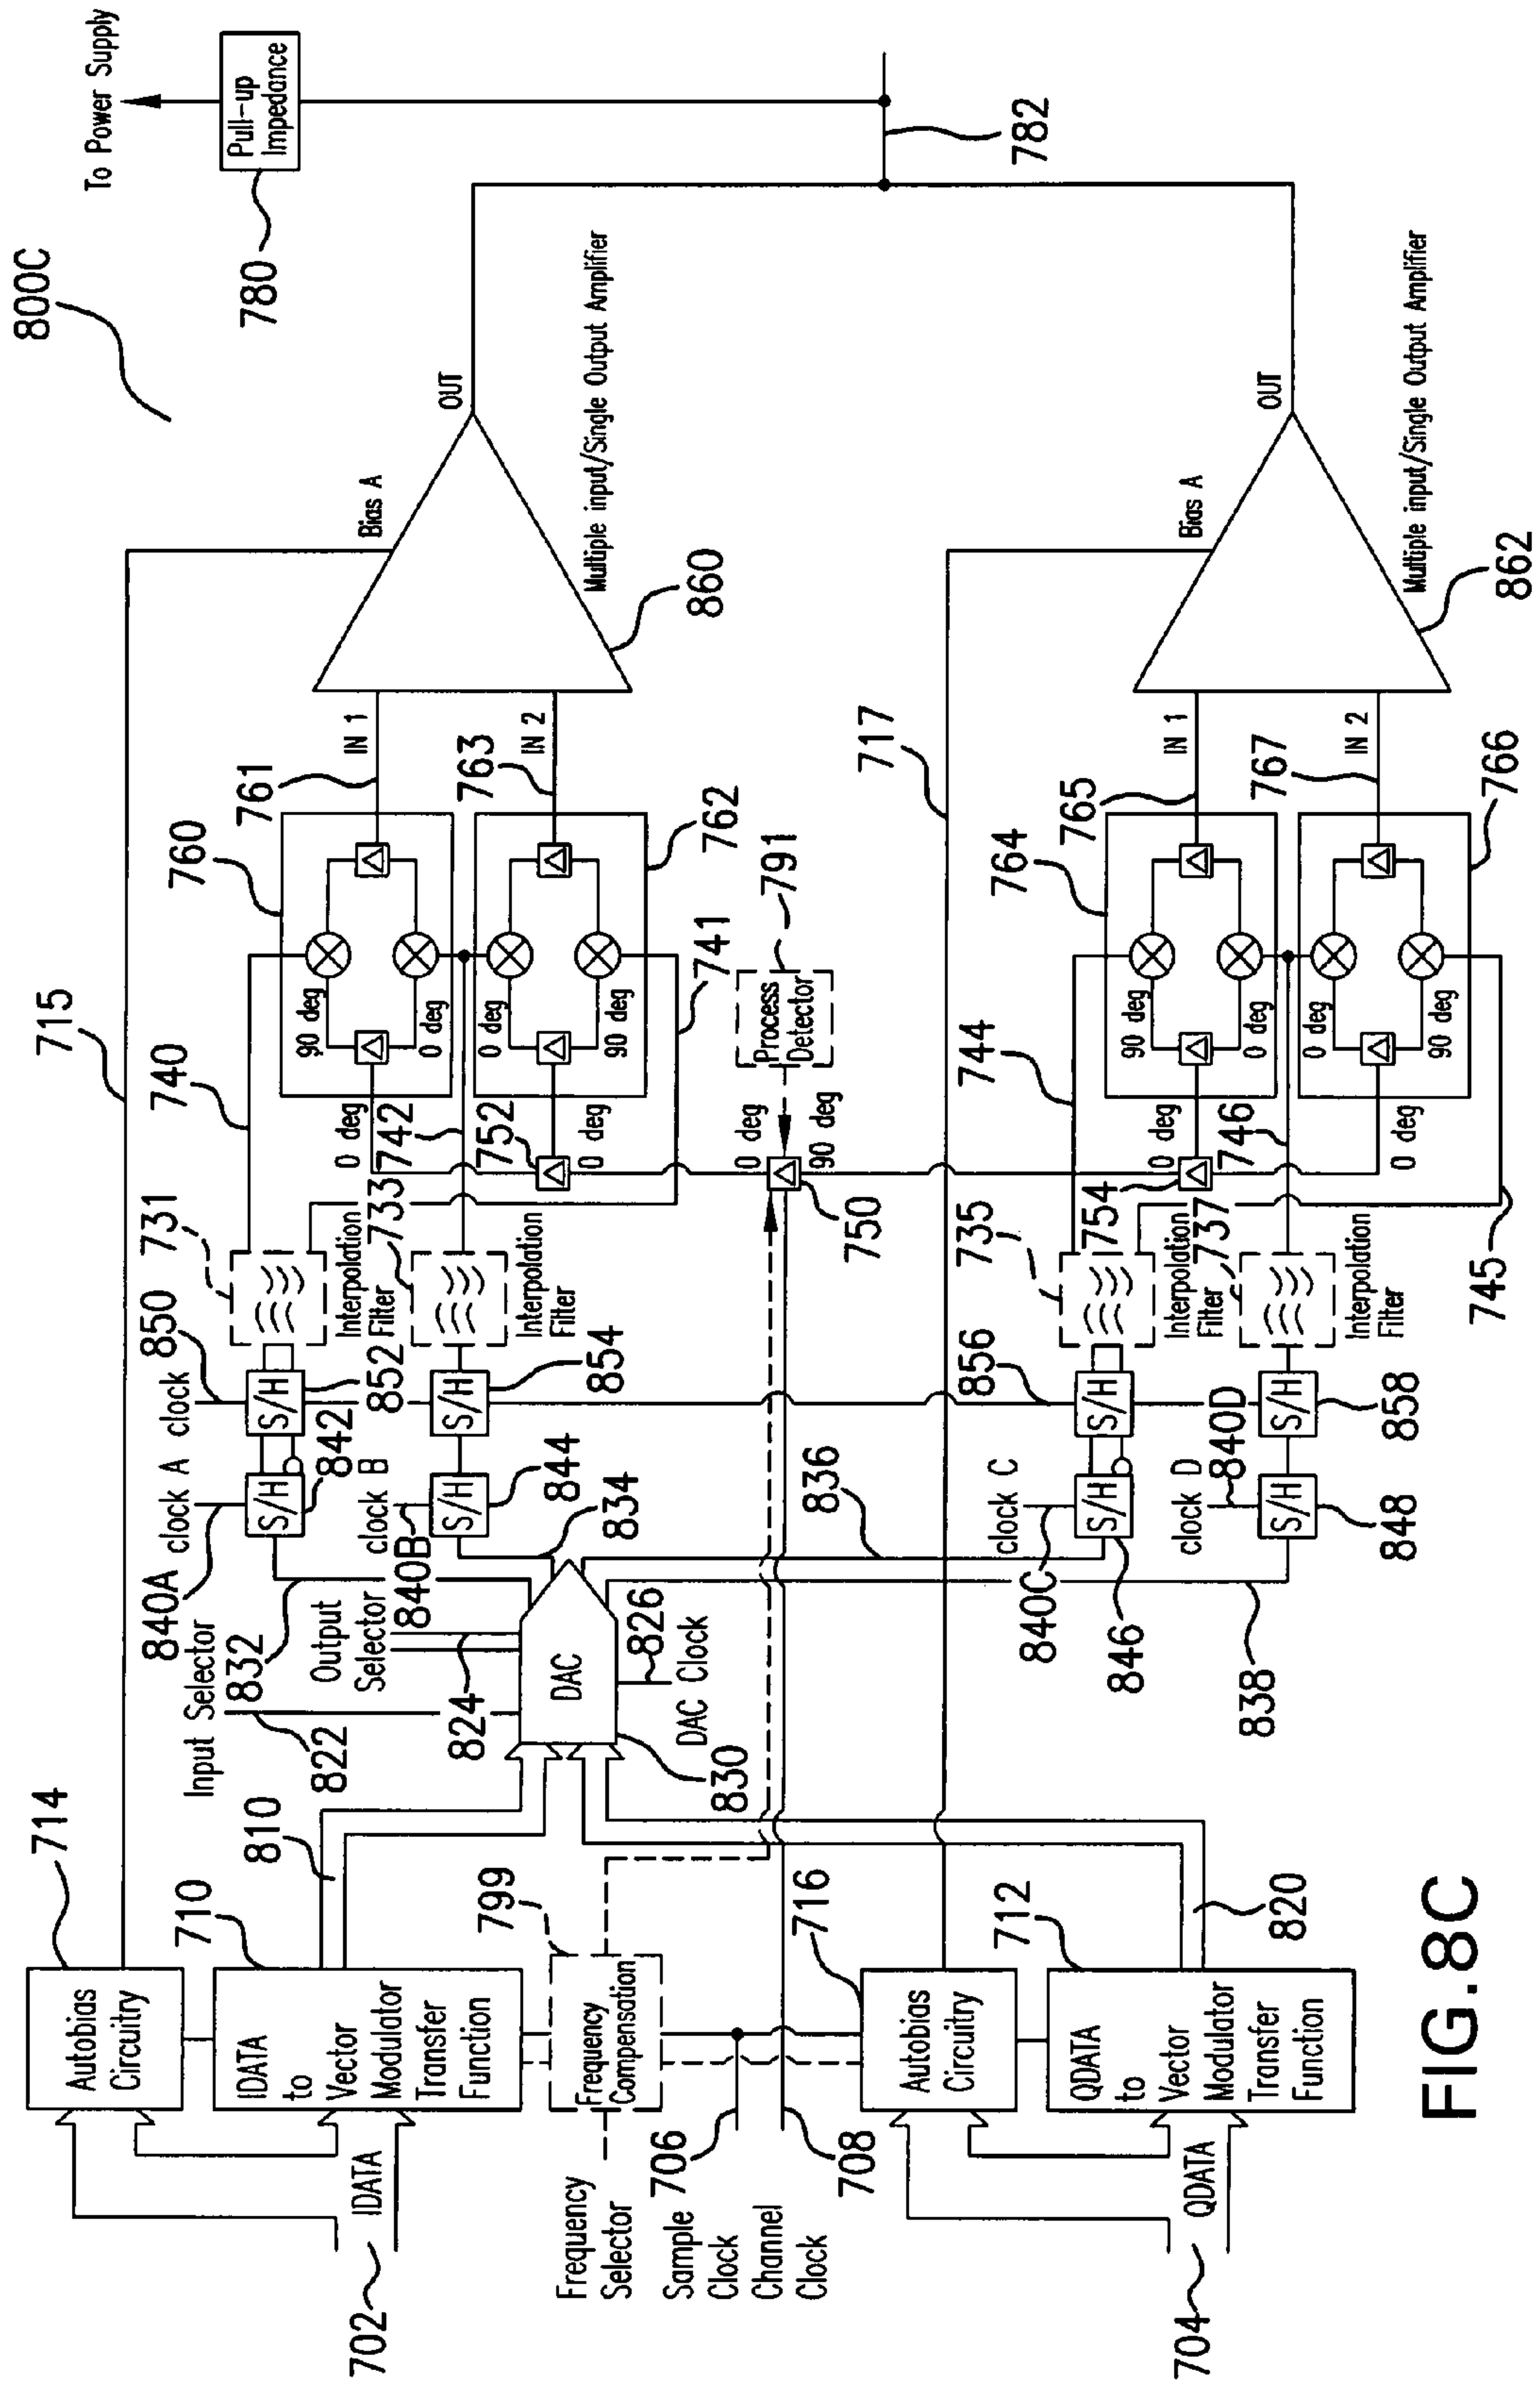 800C
To Power Supply
Pull-up
Impedance
780
782
715
714
Autobias
Circuitry
710
IDATA
to
Vector
Modulator
Transfer
Function
702
IDATA
810
Input Selector
822
832
Output
Selector
824
DAC
830
826
DAC Clock
834
836
838
840A
clock A
clock
850
S/H
842
S/H
852
731
Interpolation
Filter
840B
clock B
S/H
844
S/H
854
733
Interpolation
Filter
740
742
741
0 deg
752
0 deg
760
90 deg
0 deg
761
IN 1
762
0 deg
90 deg
763
IN 2
Bias A
OUT
Multiple input/Single Output Amplifier
860
791
Process
Detector
0 deg
90 deg
750
799
Frequency
Compensation
Frequency
Selector
706
Sample
Clock
708
Channel
Clock
717
716
Autobias
Circuitry
712
QDATA
to
Vector
Modulator
Transfer
Function
704
QDATA
820
840C
clock C
S/H
846
S/H
856
735
Interpolation
Filter
840D
clock D
S/H
848
S/H
858
737
Interpolation
Filter
744
746
745
0 deg
754
0 deg
764
90 deg
0 deg
765
IN 1
766
0 deg
90 deg
767
IN 2
Bias A
OUT
Multiple input/Single Output Amplifier
862
FIG.8C